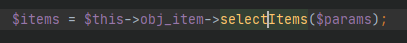 $items = $this->obj_item->selectItems($params);